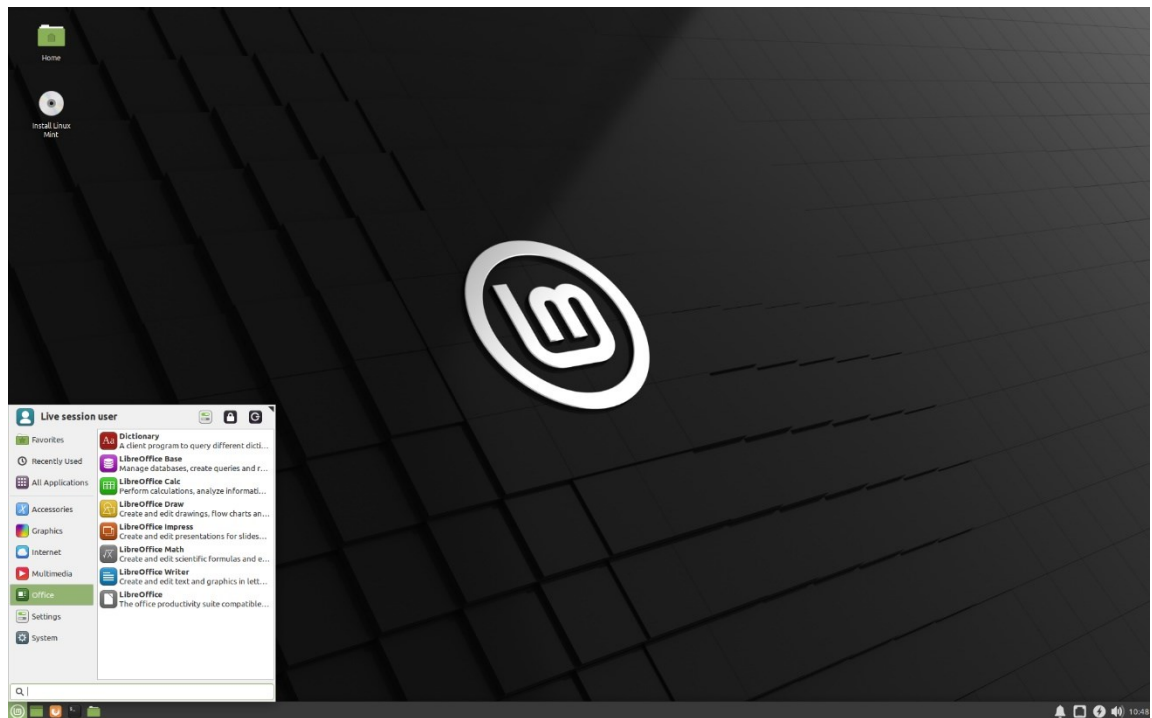 Home
Install Linux
Mint
Live session user
Favorites
Recently Used
All Applications
Accessories
Graphics
Internet
Multimedia
Office
Settings
System
Dictionary
A client program to query different dicti...
LibreOffice Base
Manage databases, create queries and r...
LibreOffice Calc
Perform calculations, analyze informati...
LibreOffice Draw
Create and edit drawings, flow charts an...
LibreOffice Impress
Create and edit presentations for slides...
LibreOffice Math
Create and edit scientific formulas and e...
LibreOffice Writer
Create and edit text and graphics in lett...
LibreOffice
The office productivity suite compatible...
10:48